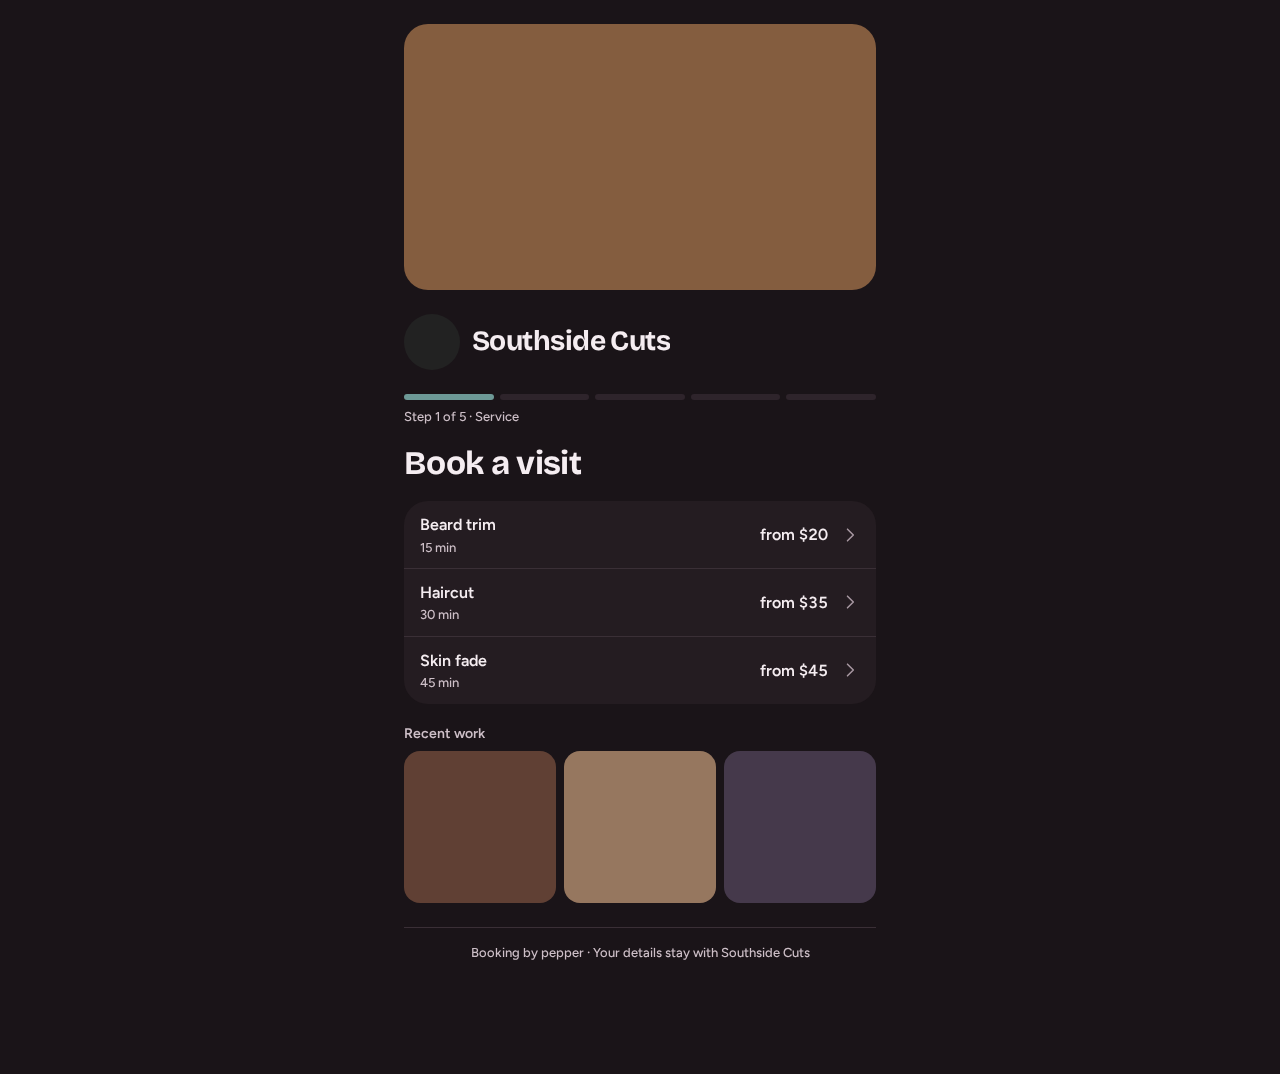 Southside Cuts
Step 1 of 5 · Service
Book a visit
Beard trim
15 min
from $20
Haircut
30 min
from $35
Skin fade
45 min
from $45
Recent work
Booking by pepper · Your details stay with Southside Cuts